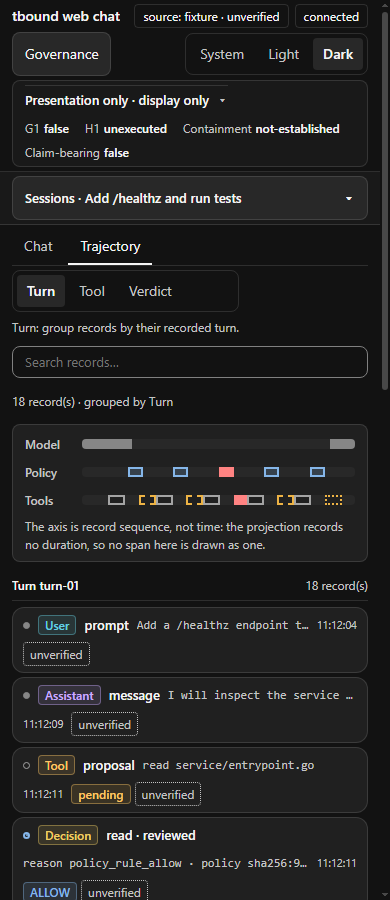 tbound web chat source: fixture · unverified connected
Governance System Light Dark
Presentation only · display only
G1 false H1 unexecuted Containment not-established
Claim-bearing false
Sessions · Add /healthz and run tests
Chat Trajectory
Turn Tool Verdict
Turn: group records by their recorded turn.
Search records...
18 record(s) · grouped by Turn
Model
Policy
Tools
The axis is record sequence, not time: the projection records
no duration, so no span here is drawn as one.
Turn turn-01 18 record(s)
User prompt Add a /healthz endpoint t… 11:12:04
unverified
Assistant message I will inspect the service …
11:12:09 unverified
Tool proposal read service/entrypoint.go
11:12:11 pending unverified
Decision read · reviewed
reason policy_rule_allow · policy sha256:9… 11:12:11
ALLOW unverified